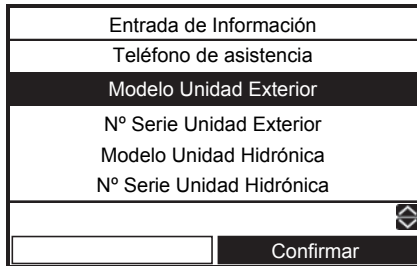 Entrada de Información
Teléfono de asistencia
Modelo Unidad Exterior
Nº Serie Unidad Exterior
Modelo Unidad Hidrónica
Nº Serie Unidad Hidrónica
Confirmar